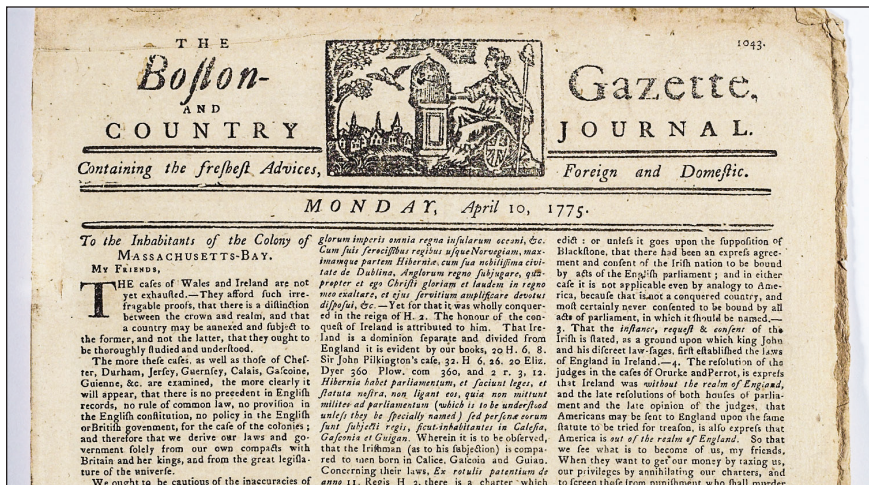 1043.
THE
Boſton-
AND
COUNTRY
Gazette,
JOURNAL.
Containing the freſheſt Advices,
Foreign and Domeſtic.
MONDAY, April 10, 1775.
To the Inhabitants of the Colony of
MASSACHUSETTS-BAY.
MY FRIENDS,
THE caſes of Wales and Ireland are not
yet exhauſted.—They afford ſuch irre-
fragable proofs, that there is a diſtinction
between the crown and realm, and that
a country may be annexed and ſubject to
the former, and not the latter, that they ought to
be thoroughly ſtudied and underſtood.
The more theſe caſes, as well as thoſe of Cheſ-
ter, Durham, Jerſey, Guernſey, Calais, Gaſcoine,
Guienne, &c. are examined, the more clearly it
will appear, that there is no precedent in Engliſh
records, no rule of common law, no proviſion in
the Engliſh conſtitution, no policy in the Engliſh
or Britiſh govenment, for the caſe of the colonies;
and therefore that we derive our laws and go-
vernment ſolely from our own compacts with
Britain and her kings, and from the great legiſla-
ture of the univerſe.
We ought to be cautious of the inaccuracies of
glorum imperis omnia regna inſularum oceani, &c.
Cum ſuis ferociſſibus regibus uſque Norvegiam, max-
imamque partem Hiberniæ, cum ſua nobiliſſima civi-
tate de Dublina, Anglorum regno ſubjugare, qua-
propter et ego Chriſti gloriam et laudem in regno
meo exaltare, et ejus ſervitium amplificare devotus
diſpoſui, &c.—Yet for that it was wholly conquer-
ed in the reign of H. 2. The honour of the con-
queſt of Ireland is attributed to him. That Ire-
land is a dominion ſeparate and divided from
England it is evident by our books, 20 H. 6, 8.
Sir John Pilkington's caſe, 32. H 6, 26. 20 Eliz.
Dyer 360 Plow. com 360, and 2 r. 3, 12.
Hibernia habet parliamentum, et faciunt leges, et
ſtatuta noſtra, non ligant eos, quia non mittunt
milites ad parliamentum (which is to be underſtood
unleſs they be ſpecially named) ſed perſonæ eorum
ſunt ſubjecti regis, ſicut inhabitantes in Caleſia,
Gaſconia et Guigan. Wherein it is to be obſerved,
that the Iriſhman (as to his ſubjection) is compa-
red to men born in Calice, Gaſcoin and Guian.
Concerning their laws, Ex rotulis patentium de
anno 11. Regis H 3, there is a charter which
edict: or unleſs it goes upon the ſuppoſition of
Blackſtone, that there had been an expreſs agree-
ment and conſent of the Iriſh nation to be bound
by acts of the Engliſh parliament; and in either
caſe it is not applicable even by analogy to Ame-
rica, becauſe that is not a conquered country, and
moſt certainly never conſented to be bound by all
acts of parliament, in which it ſhould be named.—
3. That the inſtance, requeſt & conſent of the
Iriſh is ſtated, as a ground upon which king John
and his diſcreet law-ſages, firſt eſtabliſhed the laws
of England in Ireland.—4. The reſolution of the
judges in the caſes of Orurke and Perrot, is expreſs
that Ireland was without the realm of England,
and the late reſolutions of both houſes of parlia-
ment and the late opinion of the judges, that
Americans may be ſent to England upon the ſame
ſtatute to be tried for treaſon, is alſo expreſs that
America is out of the realm of England. So that
we ſee what is to become of us, my friends,
When they want to get our money by taxing us,
our privileges by annihilating our charters, and
to ſcreen thoſe from puniſhment who ſhall murder